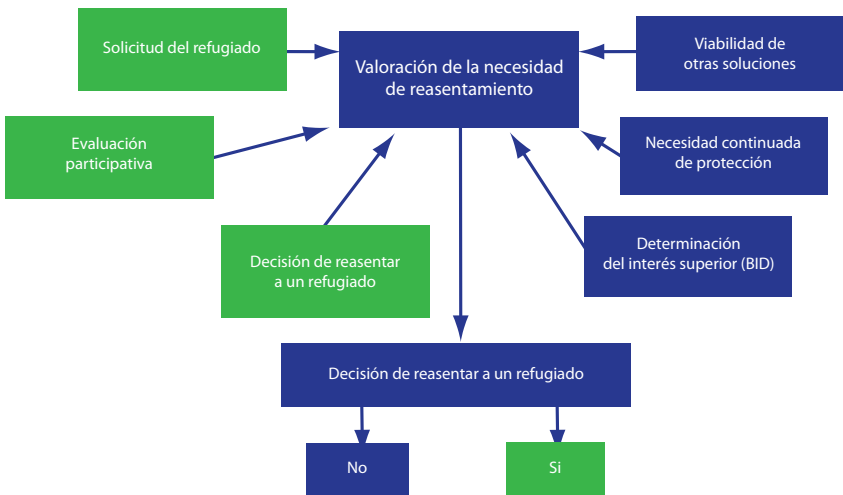 Solicitud del refugiado
Valoración de la necesidad
de reasentamiento
Viabilidad de
otras soluciones
Evaluación
participativa
Necesidad continuada
de protección
Decisión de reasentar
a un refugiado
Determinación
del interés superior (BID)
Decisión de reasentar a un refugiado
No
Si